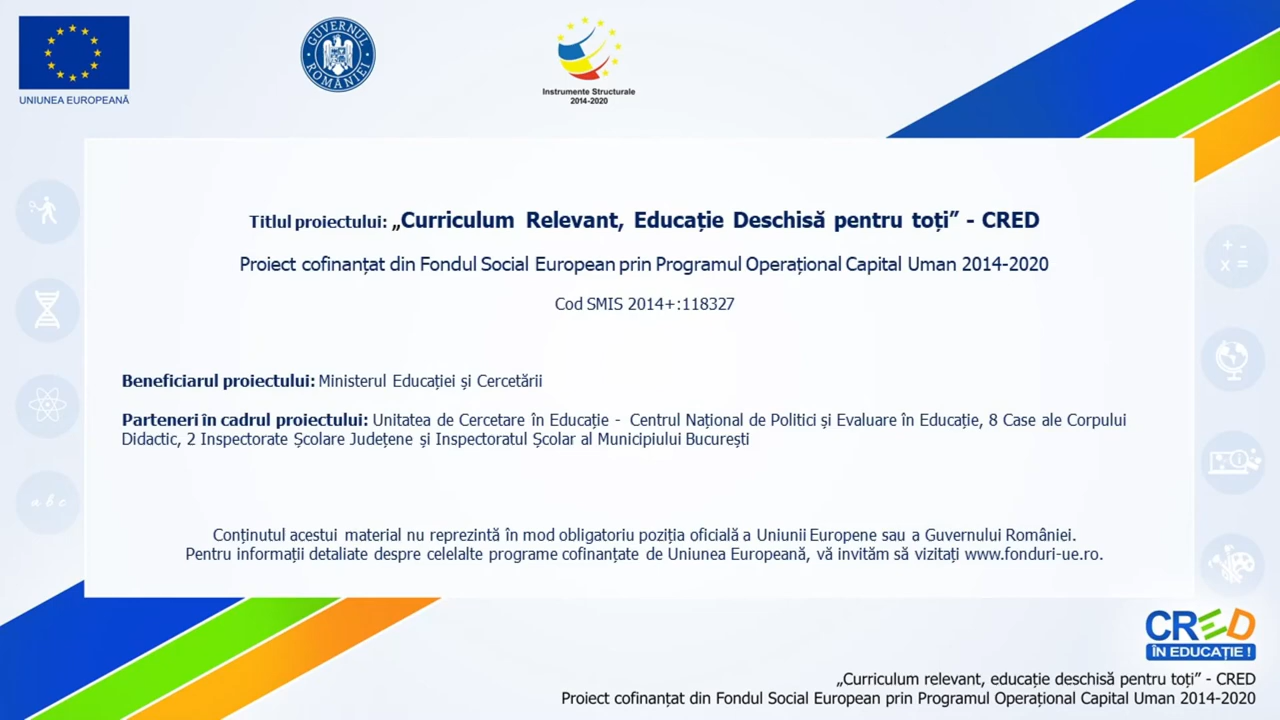 UNIUNEA EUROPEANĂ
GUVERNUL ROMÂNIEI
Instrumente Structurale
2014-2020
Titlul proiectului: „Curriculum Relevant, Educație Deschisă pentru toți” - CRED
Proiect cofinanțat din Fondul Social European prin Programul Operațional Capital Uman 2014-2020
Cod SMIS 2014+:118327
Beneficiarul proiectului: Ministerul Educației și Cercetării
Parteneri în cadrul proiectului: Unitatea de Cercetare în Educație - Centrul Național de Politici și Evaluare în Educație, 8 Case ale Corpului
Didactic, 2 Inspectorate Școlare Județene și Inspectoratul Școlar al Municipiului București
Conținutul acestui material nu reprezintă în mod obligatoriu poziția oficială a Uniunii Europene sau a Guvernului României.
Pentru informații detaliate despre celelalte programe cofinanțate de Uniunea Europeană, vă invităm să vizitați www.fonduri-ue.ro.
+ -
x =
a b c
CRED
ÎN EDUCAȚIE !
„Curriculum relevant, educație deschisă pentru toți” - CRED
Proiect cofinanțat din Fondul Social European prin Programul Operațional Capital Uman 2014-2020